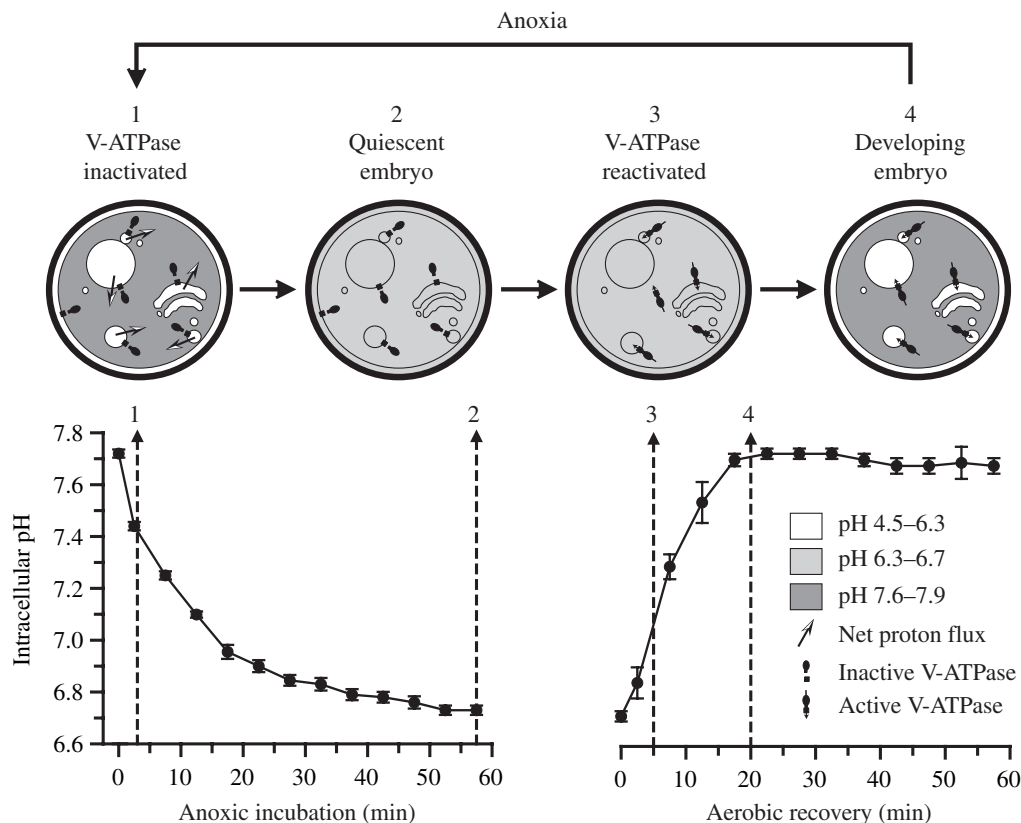 Anoxia
1
V-ATPase
inactivated
2
Quiescent
embryo
3
V-ATPase
reactivated
4
Developing
embryo
1
2
3
4
7.8
7.6
7.4
7.2
7.0
6.8
6.6
Intracellular pH
0 10 20 30 40 50 60
Anoxic incubation (min)
pH 4.5–6.3
pH 6.3–6.7
pH 7.6–7.9
Net proton flux
Inactive V-ATPase
Active V-ATPase
0 10 20 30 40 50 60
Aerobic recovery (min)